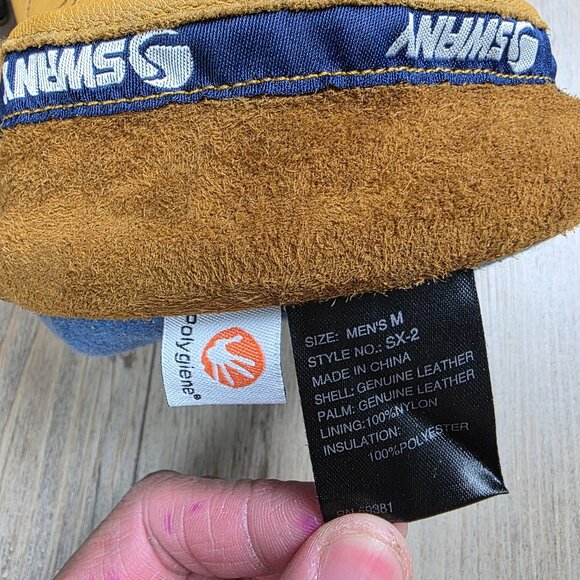 SWANY
SWANY
polygiene®
SIZE: MEN'S M
STYLE NO.: SX-2
MADE IN CHINA
SHELL: GENUINE LEATHER
PALM: GENUINE LEATHER
LINING:100%NYLON
INSULATION:
100%POLYESTER
RN